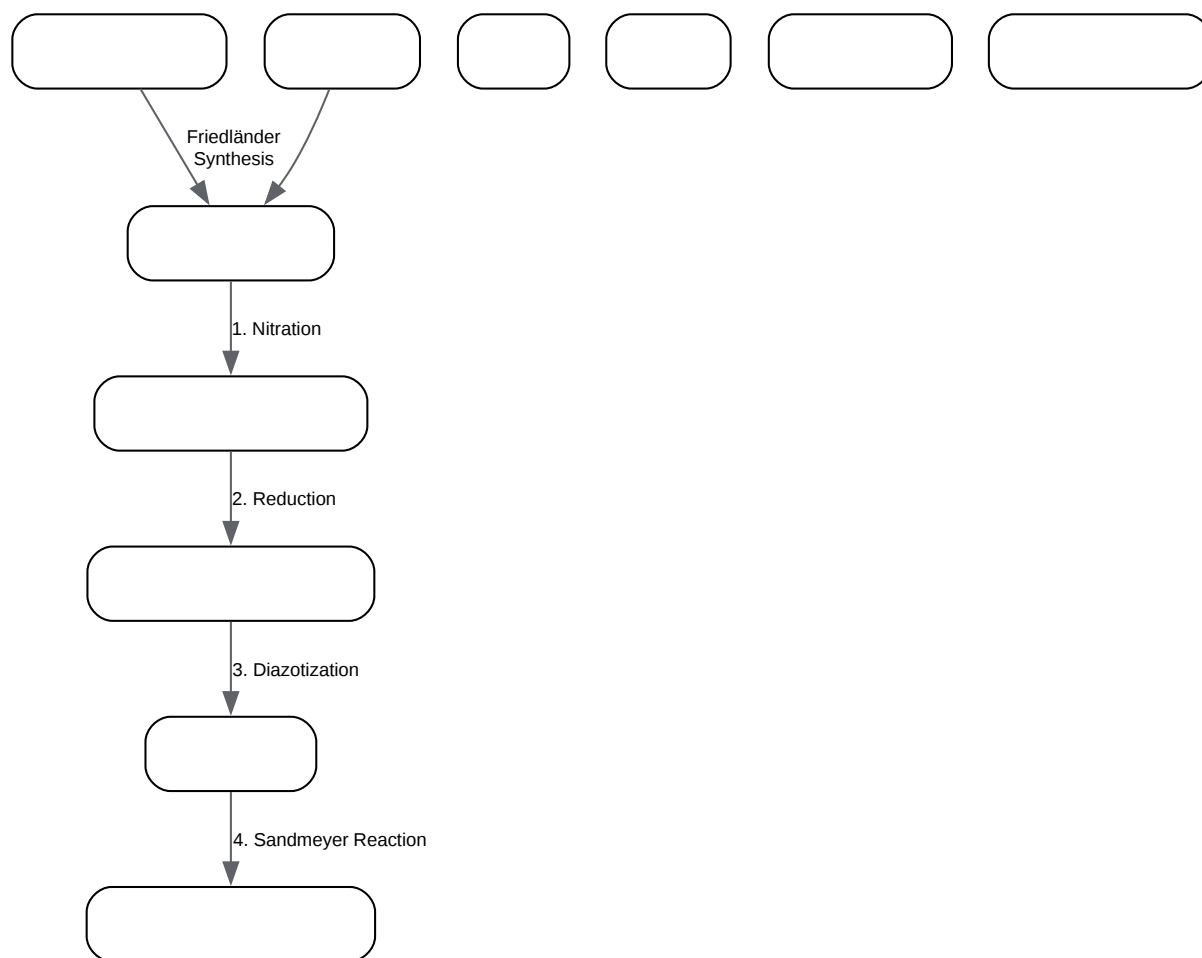 Friedländer
Synthesis
1. Nitration
2. Reduction
3. Diazotization
4. Sandmeyer Reaction